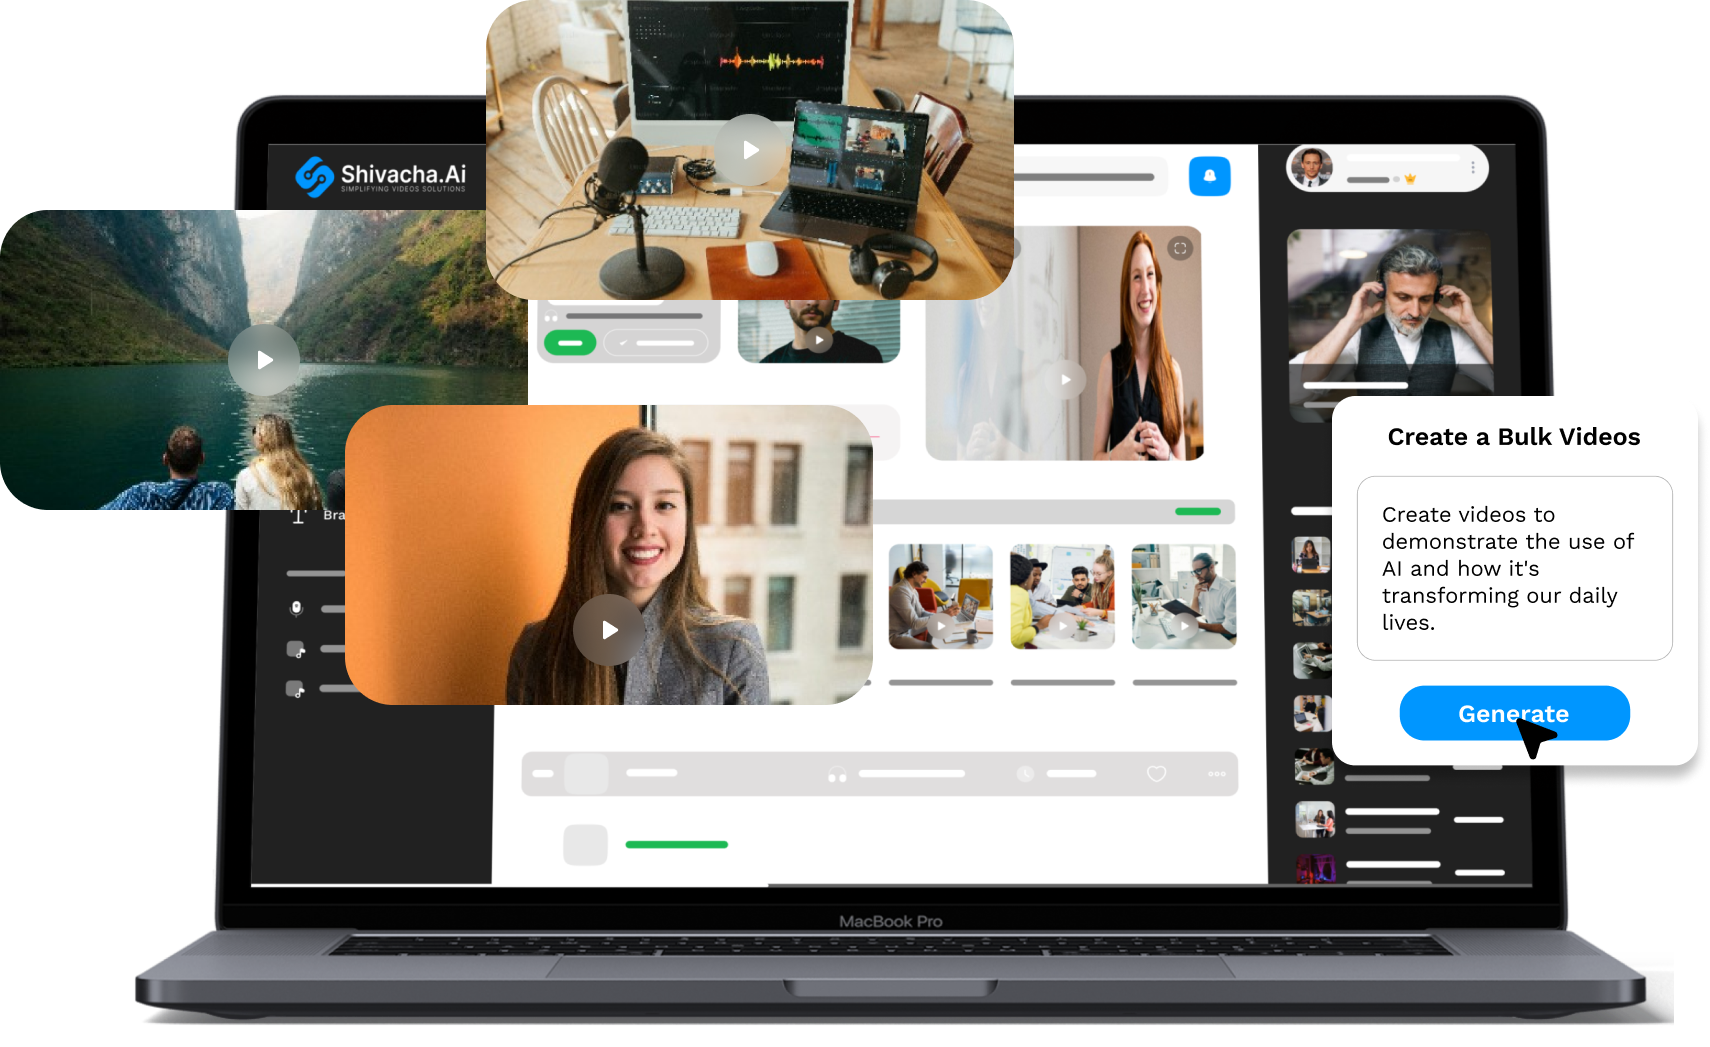 Shivacha.Ai
SIMPLIFYING VIDEOS SOLUTIONS
Bra
Create a Bulk Videos
Create videos to
demonstrate the use of
AI and how it's
transforming our daily
lives.
Generate
MacBook Pro